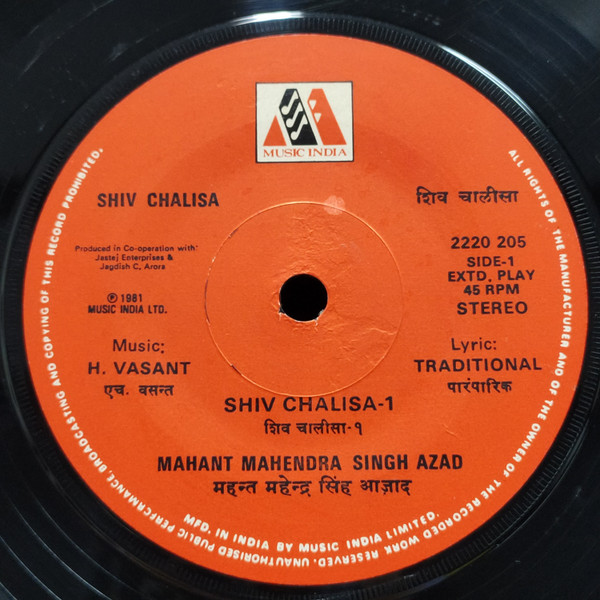 MUSIC INDIA
SHIV CHALISA
शिव चालीसा
Produced in Co-operation with:
Jastej Enterprises &
Jagdish C. Arora
℗ 1981
MUSIC INDIA LTD.
2220 205
SIDE-1
EXTD. PLAY
45 RPM
STEREO
Music:
H. VASANT
एच. वसन्त
Lyric:
TRADITIONAL
पारंपारिक
SHIV CHALISA-1
शिव चालीसा-१
MAHANT MAHENDRA SINGH AZAD
महन्त महेन्द्र सिंह आज़ाद
MFD. IN INDIA BY MUSIC INDIA LIMITED.
ALL RIGHTS OF THE MANUFACTURER AND OF THE OWNER OF THE RECORDED WORK RESERVED. UNAUTHORISED PUBLIC PERFORMANCE, BROADCASTING AND COPYING OF THIS RECORD PROHIBITED.